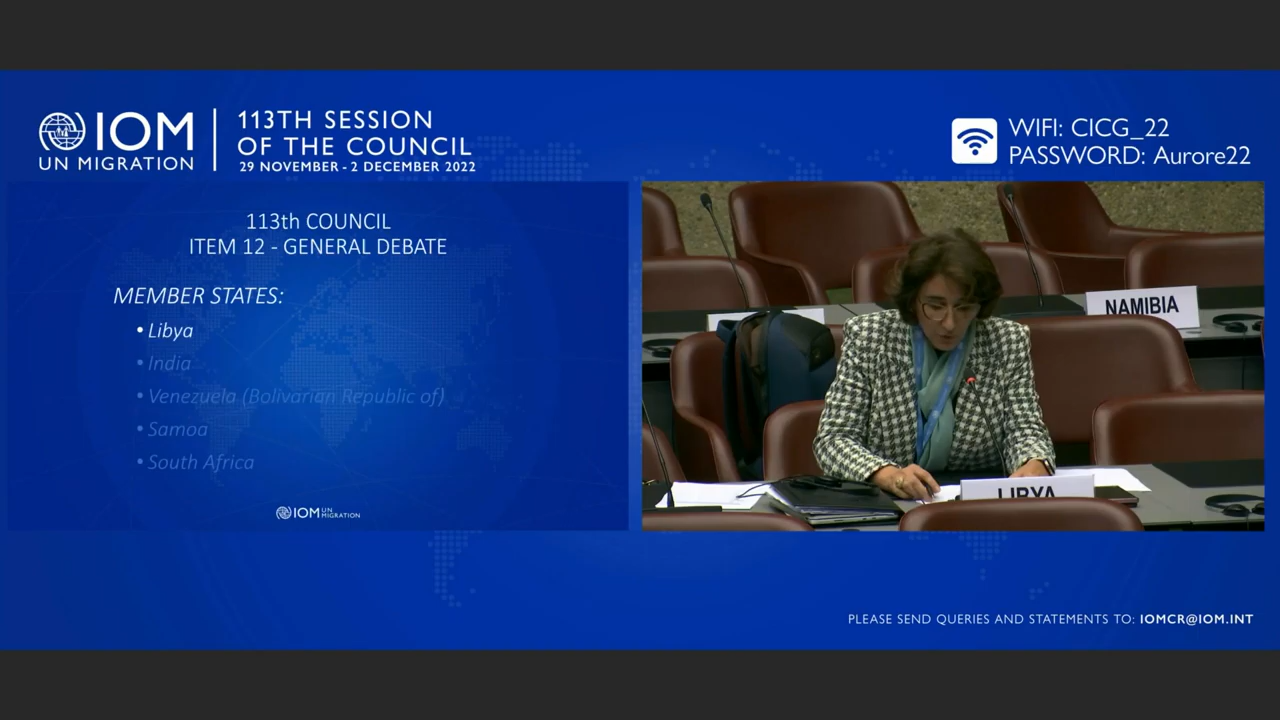 IOM
UN MIGRATION
113TH SESSION
OF THE COUNCIL
29 NOVEMBER - 2 DECEMBER 2022
WIFI: CICG_22
PASSWORD: Aurore22
113th COUNCIL
ITEM 12 - GENERAL DEBATE
MEMBER STATES:
• Libya
• India
• Venezuela (Bolivarian Republic of)
• Samoa
• South Africa
IOM UN MIGRATION
NAMIBIA
LIBYA
PLEASE SEND QUERIES AND STATEMENTS TO: IOMCR@IOM.INT